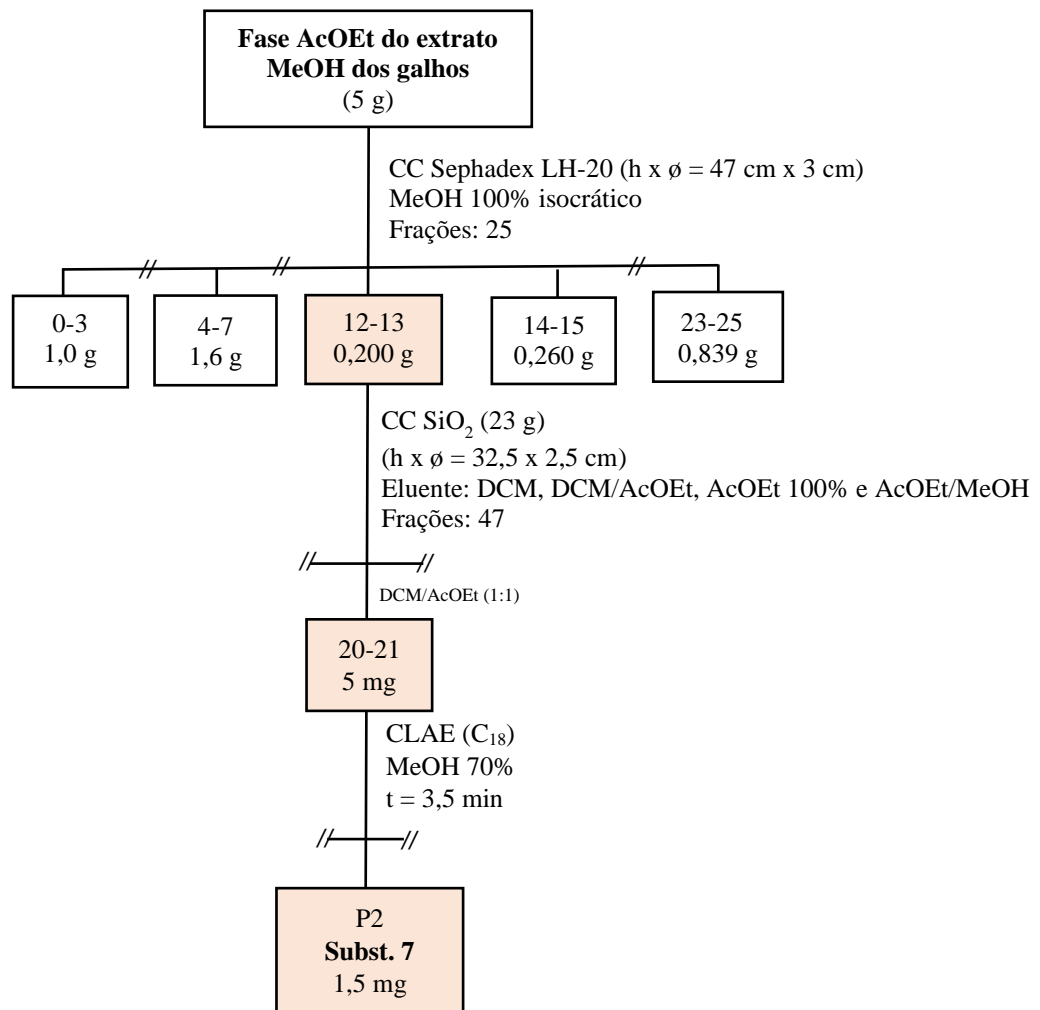 Fase AcOEt do extrato
MeOH dos galhos
(5 g)
CC Sephadex LH-20 (h x ø = 47 cm x 3 cm)
MeOH 100% isocrático
Frações: 25
0-3
1,0 g
4-7
1,6 g
12-13
0,200 g
14-15
0,260 g
23-25
0,839 g
CC SiO₂ (23 g)
(h x ø = 32,5 x 2,5 cm)
Eluente: DCM, DCM/AcOEt, AcOEt 100% e AcOEt/MeOH
Frações: 47
DCM/AcOEt (1:1)
20-21
5 mg
CLAE (C₁₈)
MeOH 70%
t = 3,5 min
P2
Subst. 7
1,5 mg